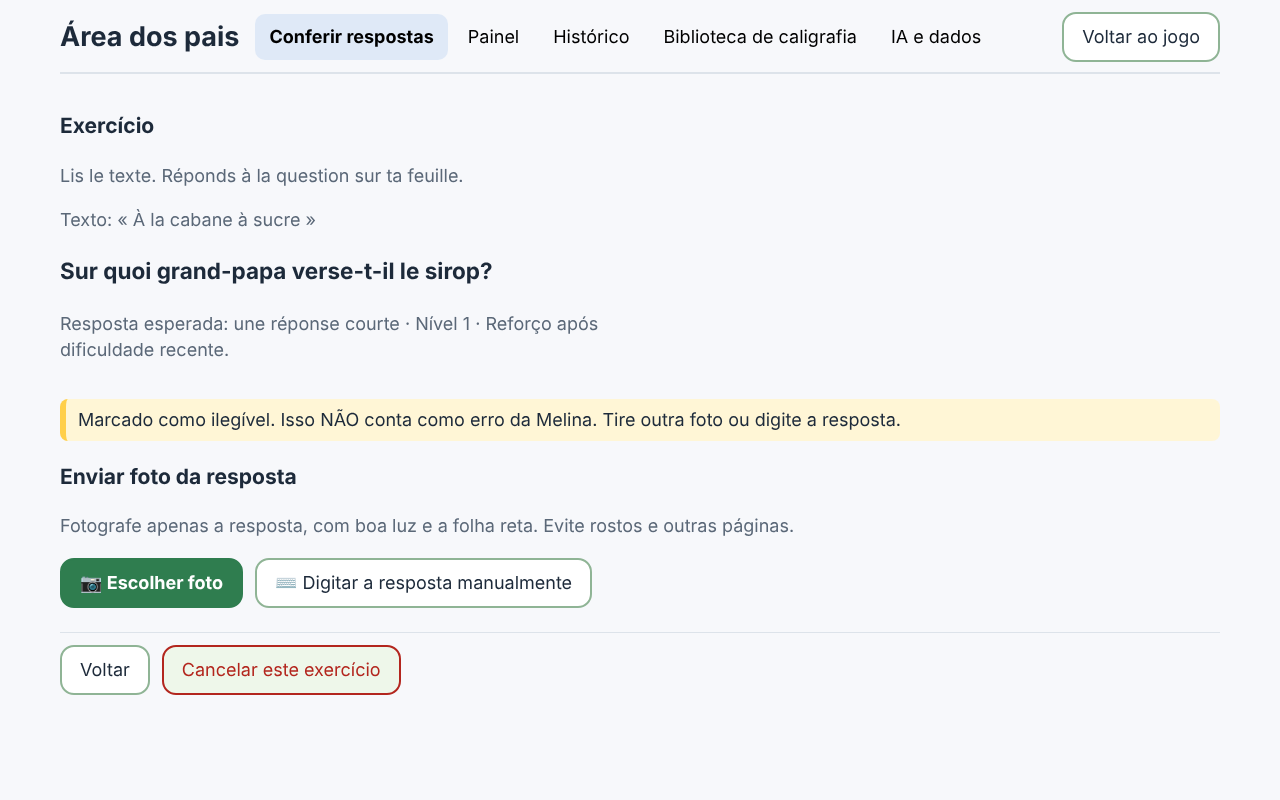 Área dos pais
Conferir respostas
Painel
Histórico
Biblioteca de caligrafia
IA e dados
Voltar ao jogo
Exercício
Lis le texte. Réponds à la question sur ta feuille.
Texto: « À la cabane à sucre »
Sur quoi grand-papa verse-t-il le sirop?
Resposta esperada: une réponse courte · Nível 1 · Reforço após
dificuldade recente.
Marcado como ilegível. Isso NÃO conta como erro da Melina. Tire outra foto ou digite a resposta.
Enviar foto da resposta
Fotografe apenas a resposta, com boa luz e a folha reta. Evite rostos e outras páginas.
📷 Escolher foto
⌨️ Digitar a resposta manualmente
Voltar
Cancelar este exercício